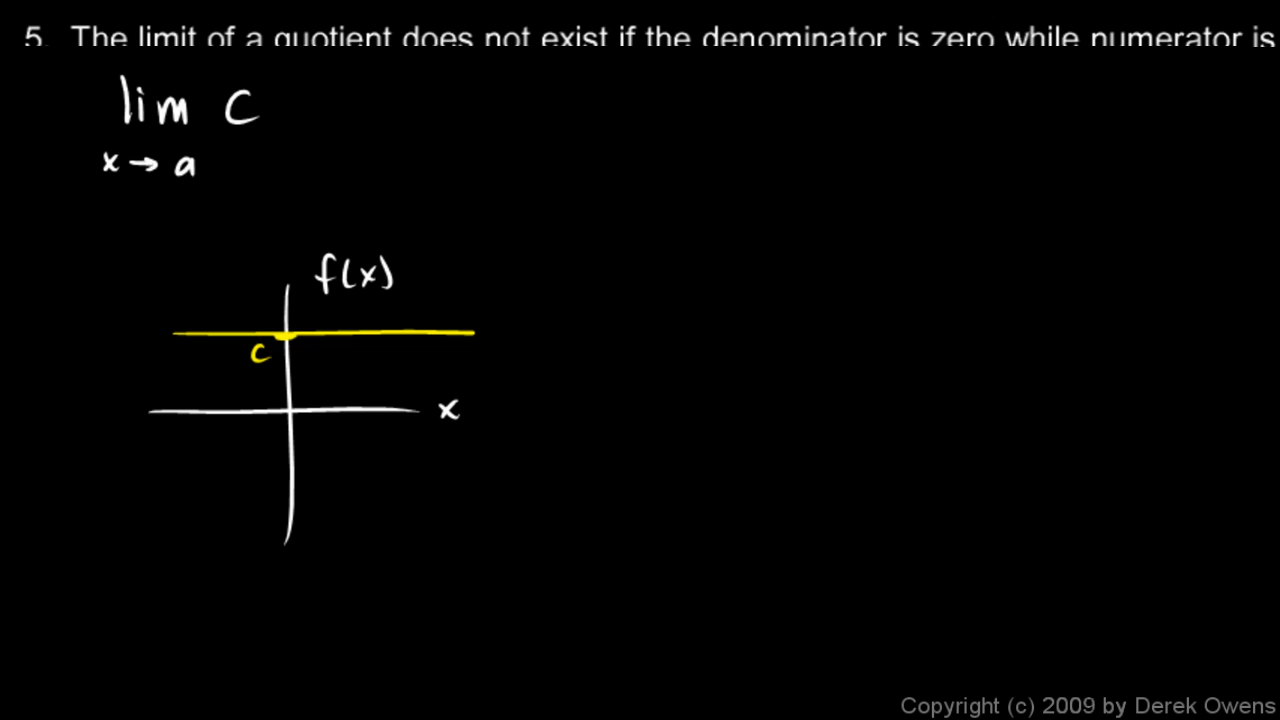 5. The limit of a quotient does not exist if the denominator is zero while numerator is
lim c
x → a
f(x)
c
x
Copyright (c) 2009 by Derek Owens